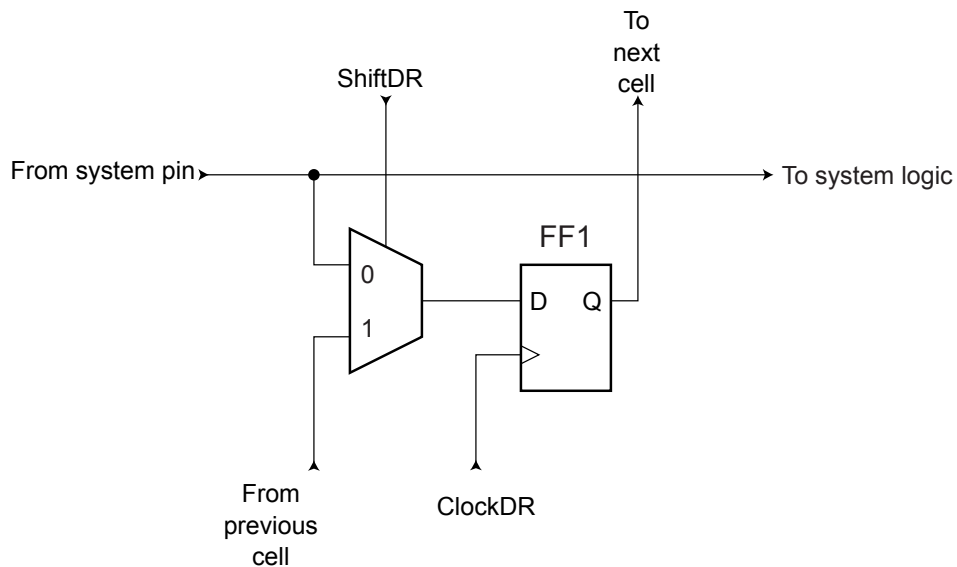 To
next
cell
ShiftDR
From system pin
To system logic
FF1
0
D Q
1
From
previous
cell
ClockDR